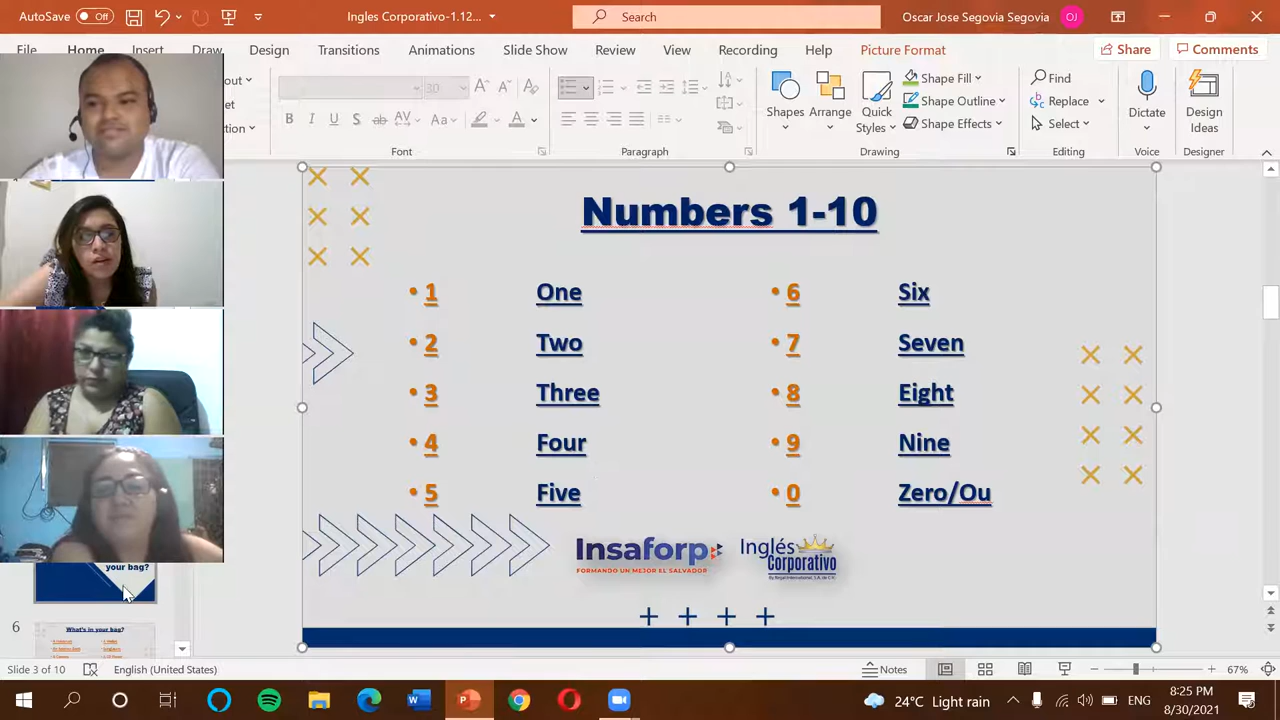 AutoSave Off Ingles Corporativo-1.12... Search Oscar Jose Segovia Segovia OJ
File Home Insert Draw Design Transitions Animations Slide Show Review View Recording Help Picture Format Share Comments
20 Shapes Arrange Quick Styles Shape Fill Find Dictate Design Ideas
Shape Outline Replace
B I U S ab AV Aa A Shape Effects Select
Font Paragraph Drawing Editing Voice Designer
Numbers 1-10
• 1 One • 6 Six
• 2 Two • 7 Seven
• 3 Three • 8 Eight
• 4 Four • 9 Nine
• 5 Five • 0 Zero/Ou
Insaforp Inglés Corporativo
FORMANDO UN MEJOR EL SALVADOR
your bag?
6 What's in your bag?
Slide 3 of 10 English (United States) Notes 67%
24°C Light rain ENG 8:25 PM
8/30/2021